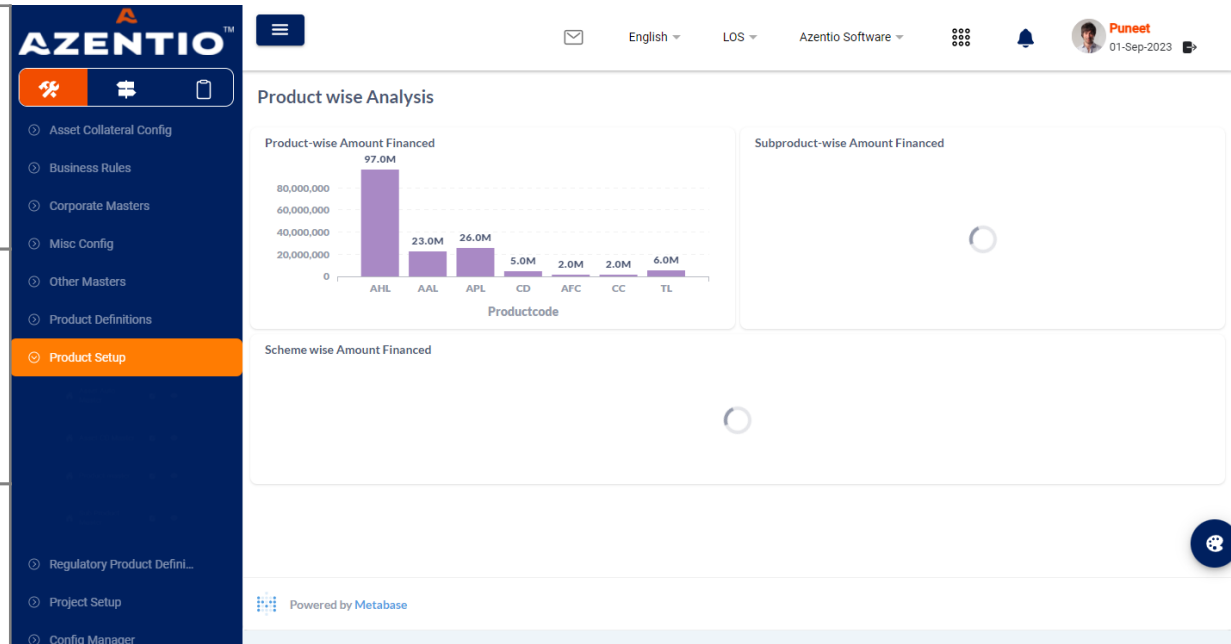 AZENTIO™
English
LOS
Azentio Software
Puneet
01-Sep-2023
Asset Collateral Config
Business Rules
Corporate Masters
Misc Config
Other Masters
Product Definitions
Product Setup
Regulatory Product Defini...
Project Setup
Config Manager
Product wise Analysis
Product-wise Amount Financed
97.0M
80,000,000
60,000,000
40,000,000
20,000,000
0
23.0M
26.0M
5.0M
2.0M
2.0M
6.0M
AHL AAL APL CD AFC CC TL
Productcode
Subproduct-wise Amount Financed
Scheme wise Amount Financed
Powered by Metabase